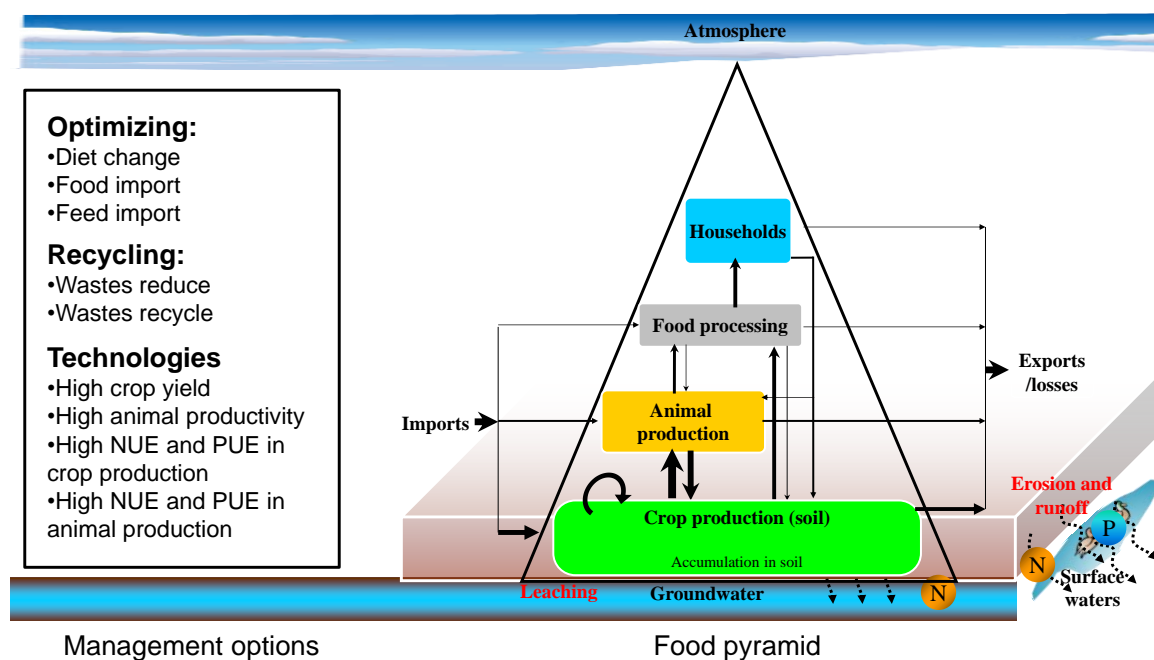 Atmosphere
Optimizing:
•Diet change
•Food import
•Feed import
Recycling:
•Wastes reduce
•Wastes recycle
Technologies
•High crop yield
•High animal productivity
•High NUE and PUE in
crop production
•High NUE and PUE in
animal production
Households
Food processing
Animal
production
Imports
Exports
/losses
Crop production (soil)
Accumulation in soil
Erosion and
runoff
P
N
Surface
waters
Leaching
Groundwater
N
Management options
Food pyramid